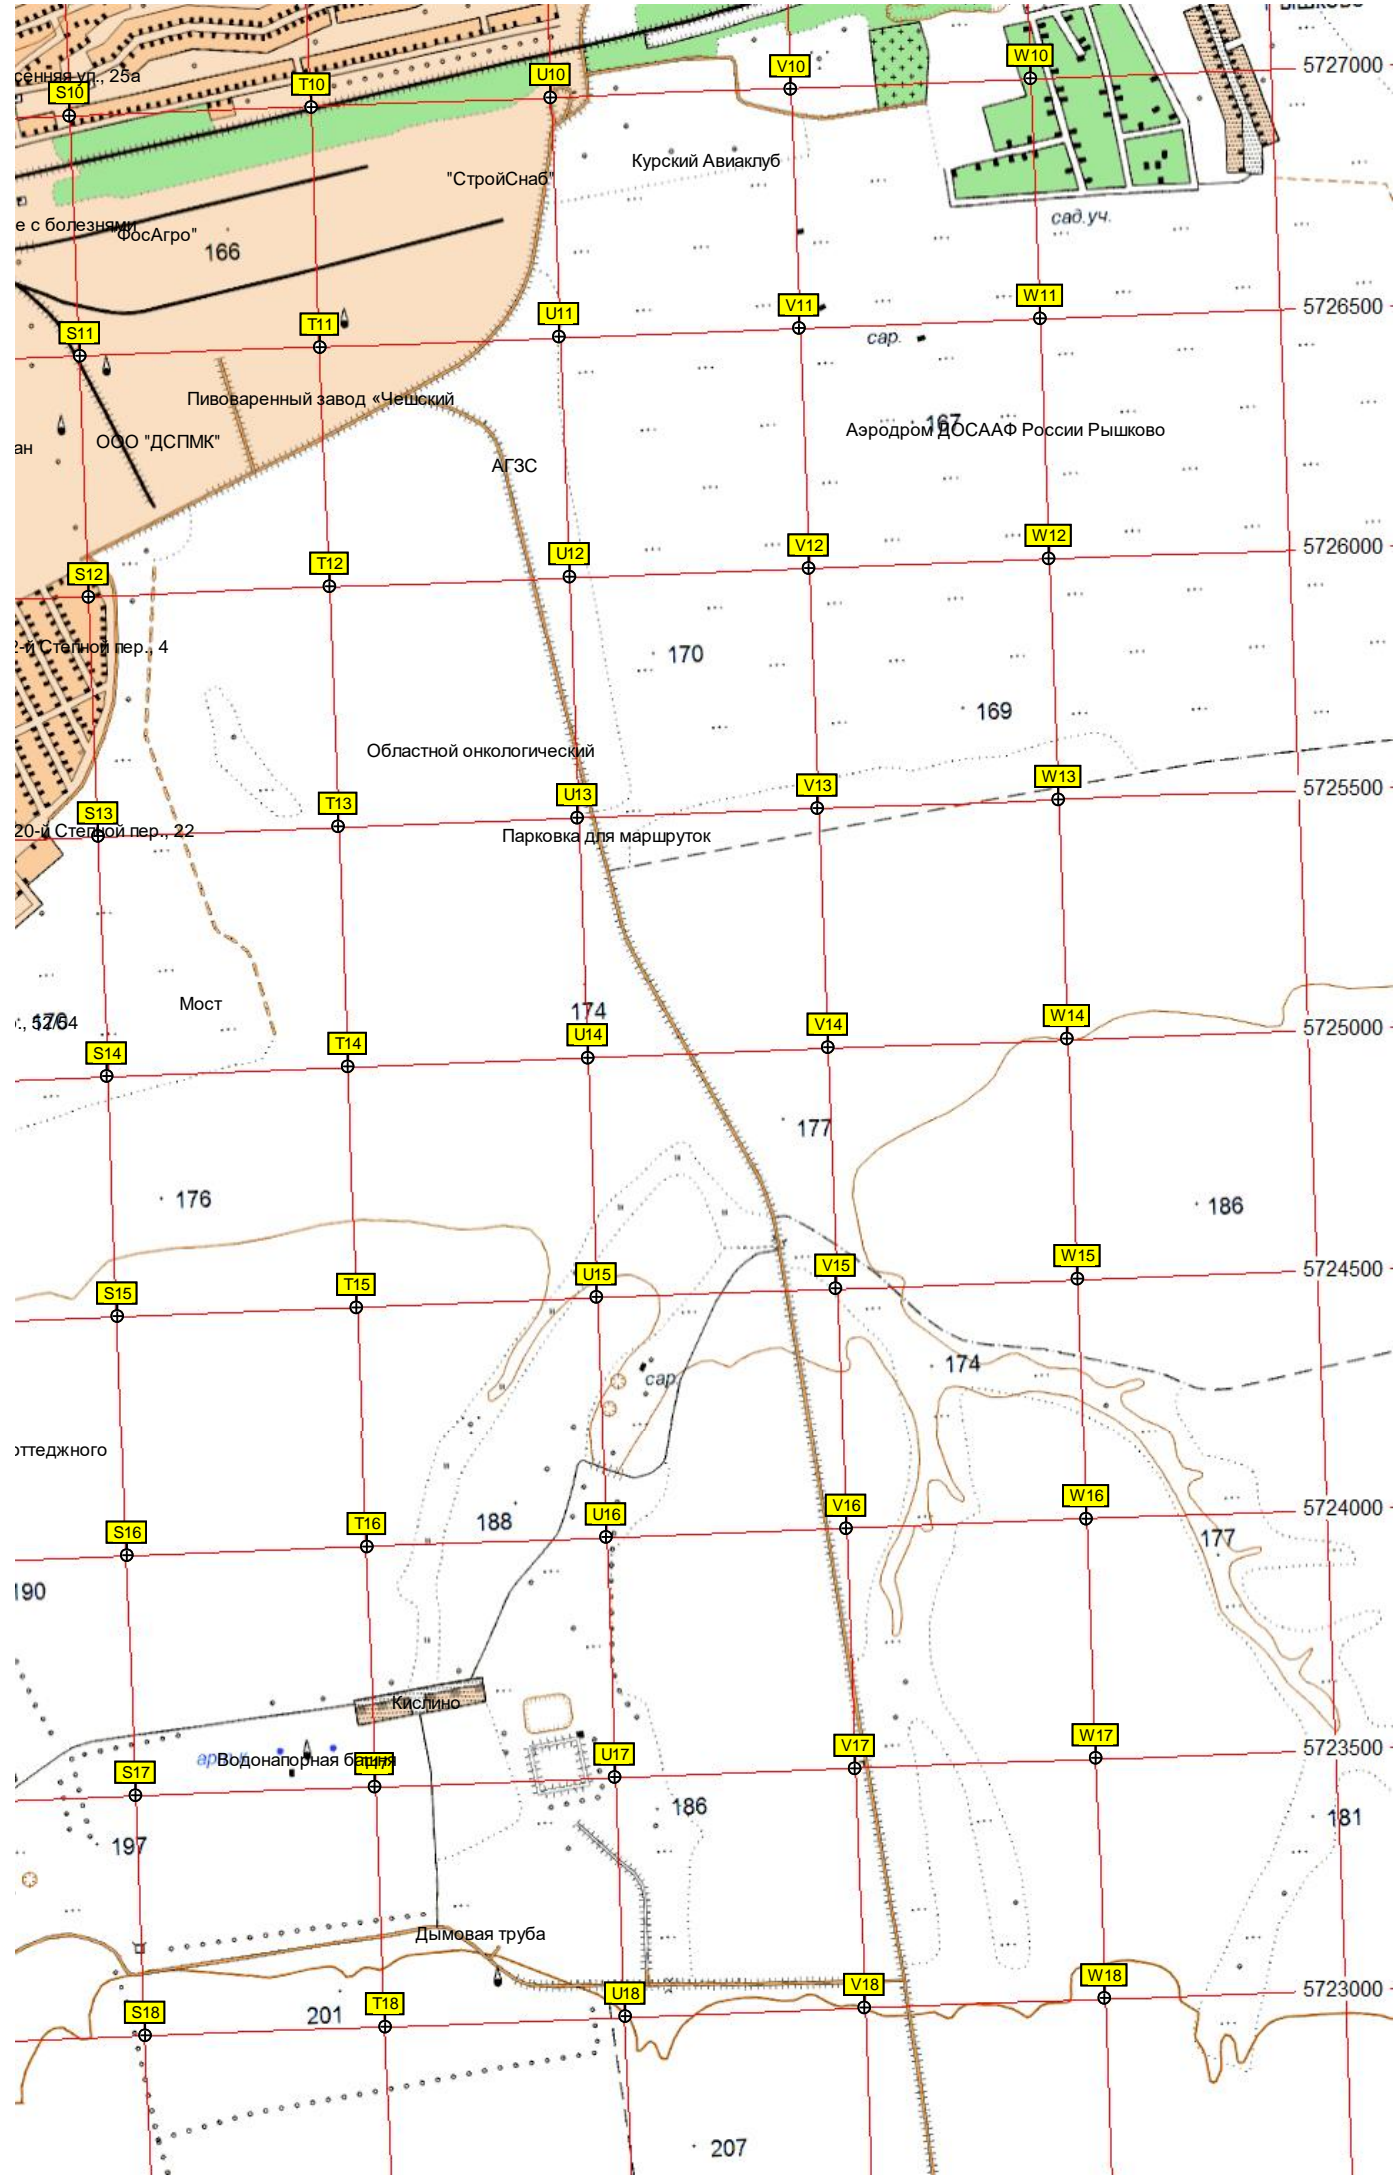 W10
5727000
сенняя ул., 25а
S10
T10
U10
V10
Курский Авиаклуб
"СтройСнаб"
сад.уч.
е с болезнями
"ФосАгро"
166
W11
5726500
S11
T11
U11
V11
сар.
Пивоваренный завод «Чешский
167
Аэродром ДОСААФ России Рышково
ан
ООО "ДСПМК"
АГЗС
S12
T12
U12
V12
W12
5726000
2-й Степной пер., 4
170
169
Областной онкологический
S13
T13
U13
V13
W13
5725500
20-й Степной пер., 22
Парковка для маршруток
Мост
174
., 52/54
S14
T14
U14
V14
W14
5725000
177
176
186
S15
T15
U15
V15
W15
5724500
174
сар.
оттеджного
S16
T16
188
U16
V16
W16
5724000
177
190
Кислино
Водонапорная башня
S17
U17
V17
W17
5723500
186
181
197
Дымовая труба
S18
201
T18
U18
V18
W18
5723000
207